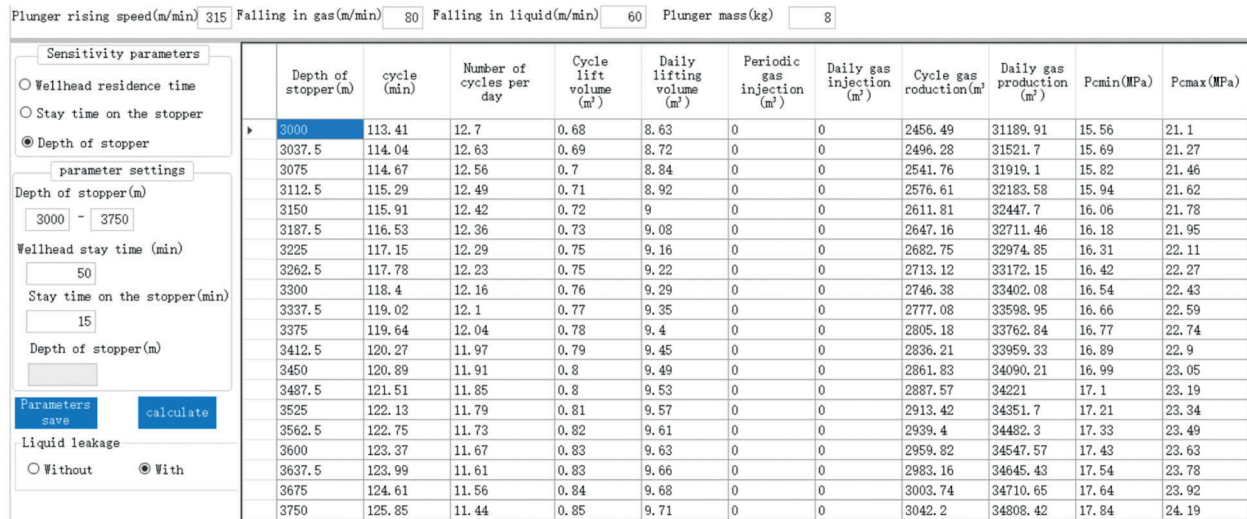 Plunger rising speed(m/min) 315 Falling in gas(m/min) 80 Falling in liquid(m/min) 60 Plunger mass(kg) 8
Sensitivity parameters
Wellhead residence time
Stay time on the stopper
Depth of stopper
parameter settings
Depth of stopper(m)
3000 - 3750
Wellhead stay time (min)
50
Stay time on the stopper(min)
15
Depth of stopper(m)
Parameters save
calculate
Liquid leakage
Without With
Depth of stopper(m) cycle (min) Number of cycles per day Cycle lift volume (m³) Daily lifting volume (m³) Periodic gas injection (m³) Daily gas injection (m³) Cycle gas roduction(m³ Daily gas production (m³) Pcmin(MPa) Pcmax(MPa)
3000 113.41 12.7 0.68 8.63 0 0 2456.49 31189.91 15.56 21.1
3037.5 114.04 12.63 0.69 8.72 0 0 2496.28 31521.7 15.69 21.27
3075 114.67 12.56 0.7 8.84 0 0 2541.76 31919.1 15.82 21.46
3112.5 115.29 12.49 0.71 8.92 0 0 2576.61 32183.58 15.94 21.62
3150 115.91 12.42 0.72 9 0 0 2611.81 32447.7 16.06 21.78
3187.5 116.53 12.36 0.73 9.08 0 0 2647.16 32711.46 16.18 21.95
3225 117.15 12.29 0.75 9.16 0 0 2682.75 32974.85 16.31 22.11
3262.5 117.78 12.23 0.75 9.22 0 0 2713.12 33172.15 16.42 22.27
3300 118.4 12.16 0.76 9.29 0 0 2746.38 33402.08 16.54 22.43
3337.5 119.02 12.1 0.77 9.35 0 0 2777.08 33598.95 16.66 22.59
3375 119.64 12.04 0.78 9.4 0 0 2805.18 33762.84 16.77 22.74
3412.5 120.27 11.97 0.79 9.45 0 0 2836.21 33959.33 16.89 22.9
3450 120.89 11.91 0.8 9.49 0 0 2861.83 34090.21 16.99 23.05
3487.5 121.51 11.85 0.8 9.53 0 0 2887.57 34221 17.1 23.19
3525 122.13 11.79 0.81 9.57 0 0 2913.42 34351.7 17.21 23.34
3562.5 122.75 11.73 0.82 9.61 0 0 2939.4 34482.3 17.33 23.49
3600 123.37 11.67 0.83 9.63 0 0 2959.82 34547.57 17.43 23.63
3637.5 123.99 11.61 0.83 9.66 0 0 2983.16 34645.43 17.54 23.78
3675 124.61 11.56 0.84 9.68 0 0 3003.74 34710.65 17.64 23.92
3750 125.85 11.44 0.85 9.71 0 0 3042.2 34808.42 17.84 24.19